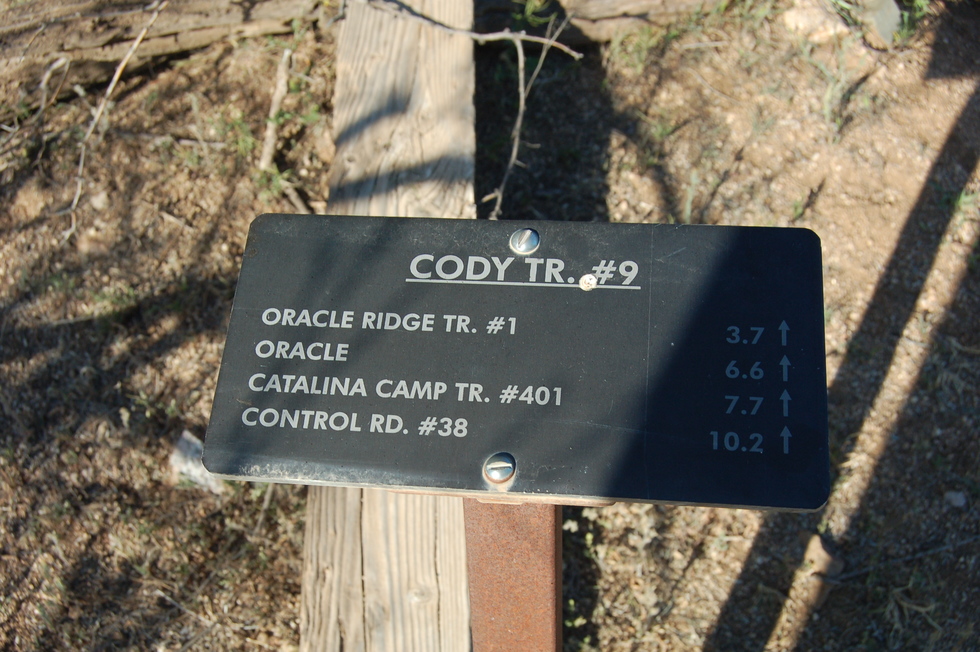 CODY TR. #9
ORACLE RIDGE TR. #1 3.7 ↑
ORACLE 6.6 ↑
CATALINA CAMP TR. #401 7.7 ↑
CONTROL RD. #38 10.2 ↑